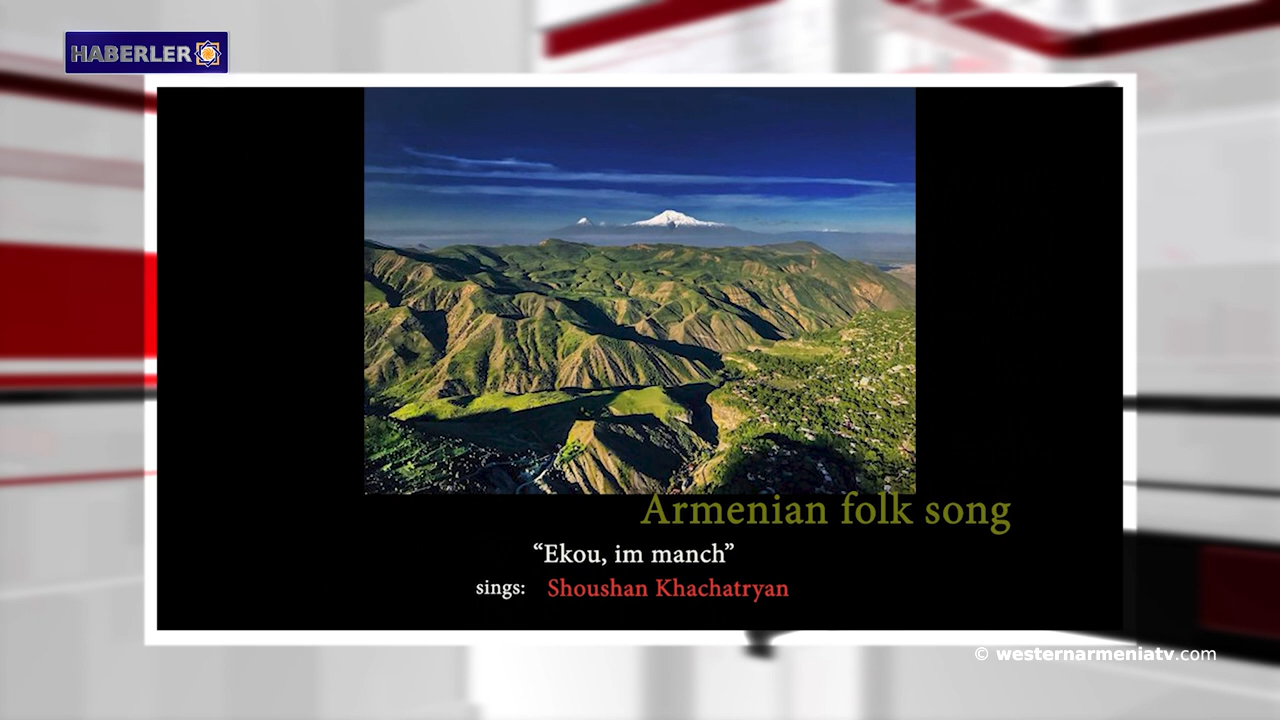 HABERLER
Armenian folk song
“Ekou, im manch”
sings: Shoushan Khachatryan
© westernarmeniatv.com